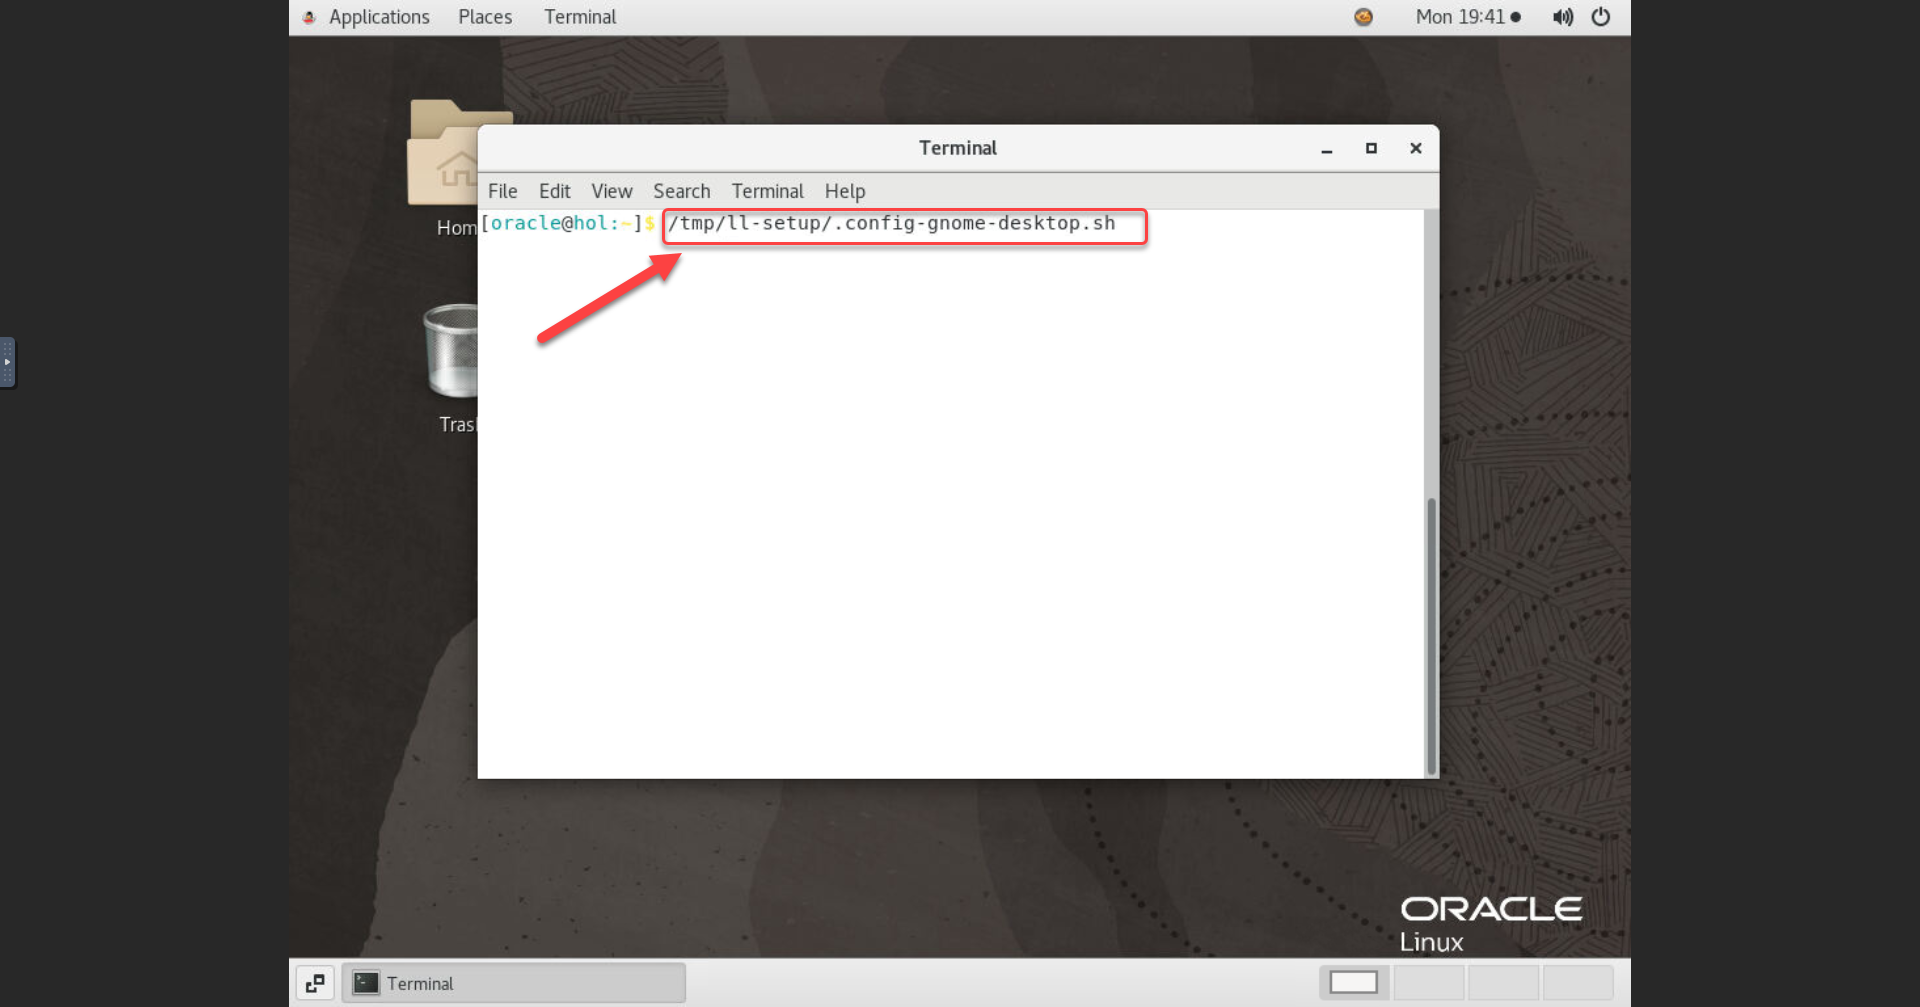 Applications Places Terminal Mon 19:41
Terminal
File Edit View Search Terminal Help
[oracle@hol:~]$ /tmp/ll-setup/.config-gnome-desktop.sh
Hom
Tras
ORACLE
Linux
Terminal